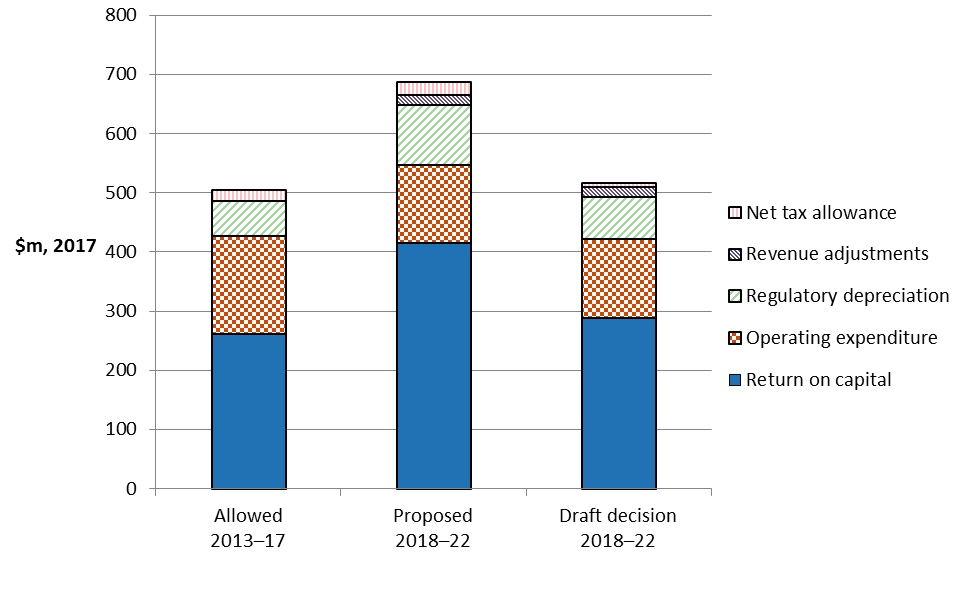 800
700
600
500
400
300
200
100
0
$m, 2017
Allowed
2013–17
Proposed
2018–22
Draft decision
2018–22
Net tax allowance
Revenue adjustments
Regulatory depreciation
Operating expenditure
Return on capital